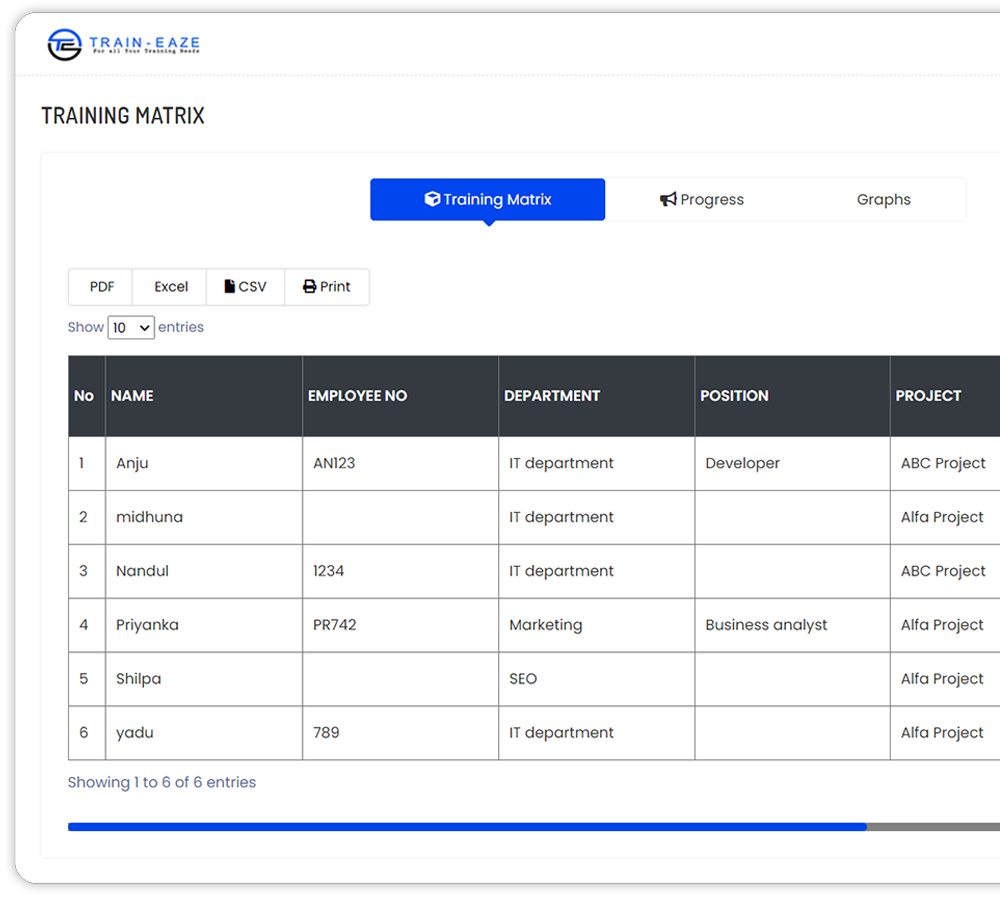 TRAIN-EAZE
For all Your Training Needs
TRAINING MATRIX
Training Matrix Progress Graphs
PDF Excel CSV Print
Show 10 entries
No NAME EMPLOYEE NO DEPARTMENT POSITION PROJECT
1 Anju AN123 IT department Developer ABC Project
2 midhuna IT department Alfa Project
3 Nandul 1234 IT department ABC Project
4 Priyanka PR742 Marketing Business analyst Alfa Project
5 Shilpa SEO Alfa Project
6 yadu 789 IT department Alfa Project
Showing 1 to 6 of 6 entries